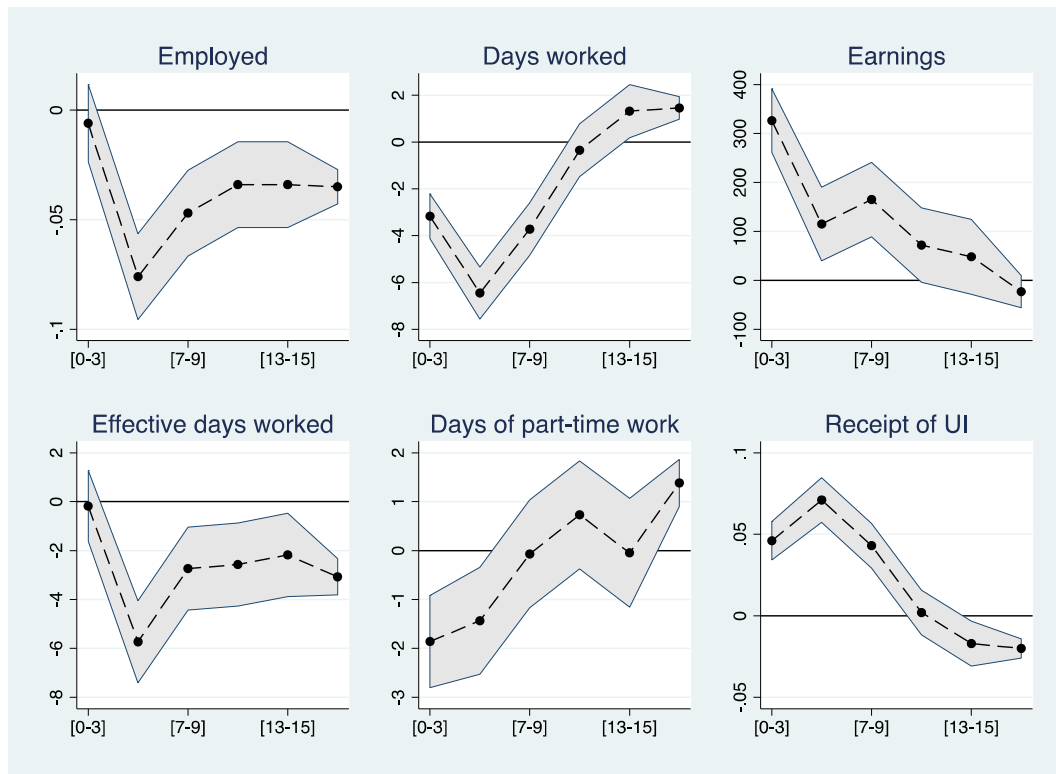 Employed
0
-.05
-.1
[0-3] [7-9] [13-15]
Days worked
2
0
-2
-4
-6
-8
[0-3] [7-9] [13-15]
Earnings
400
300
200
100
0
-100
[0-3] [7-9] [13-15]
Effective days worked
2
0
-2
-4
-6
-8
[0-3] [7-9] [13-15]
Days of part-time work
2
1
0
-1
-2
-3
[0-3] [7-9] [13-15]
Receipt of UI
.1
.05
0
-.05
[0-3] [7-9] [13-15]